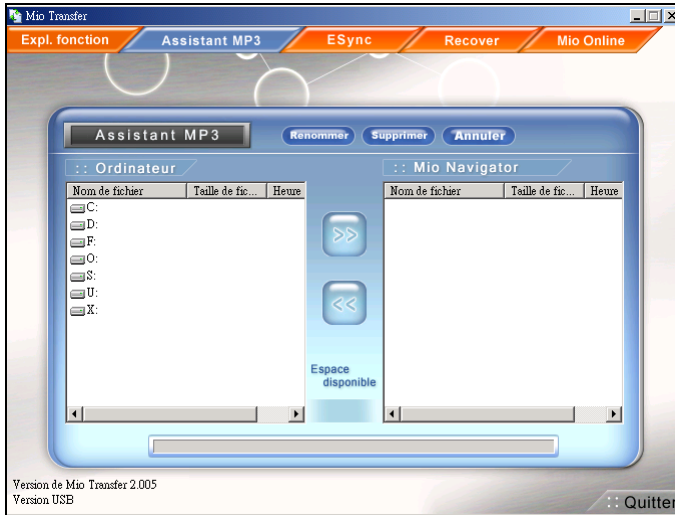 Mio Transfer
Expl. fonction Assistant MP3 ESync Recover Mio Online
Assistant MP3 Renommer Supprimer Annuler
:: Ordinateur :: Mio Navigator
Nom de fichier Taille de fic... Heure Nom de fichier Taille de fic... Heure
C:
D:
F:
O:
S:
U:
X:
>>
<<
Espace
disponible
Version de Mio Transfer 2.005
Version USB
:: Quitter